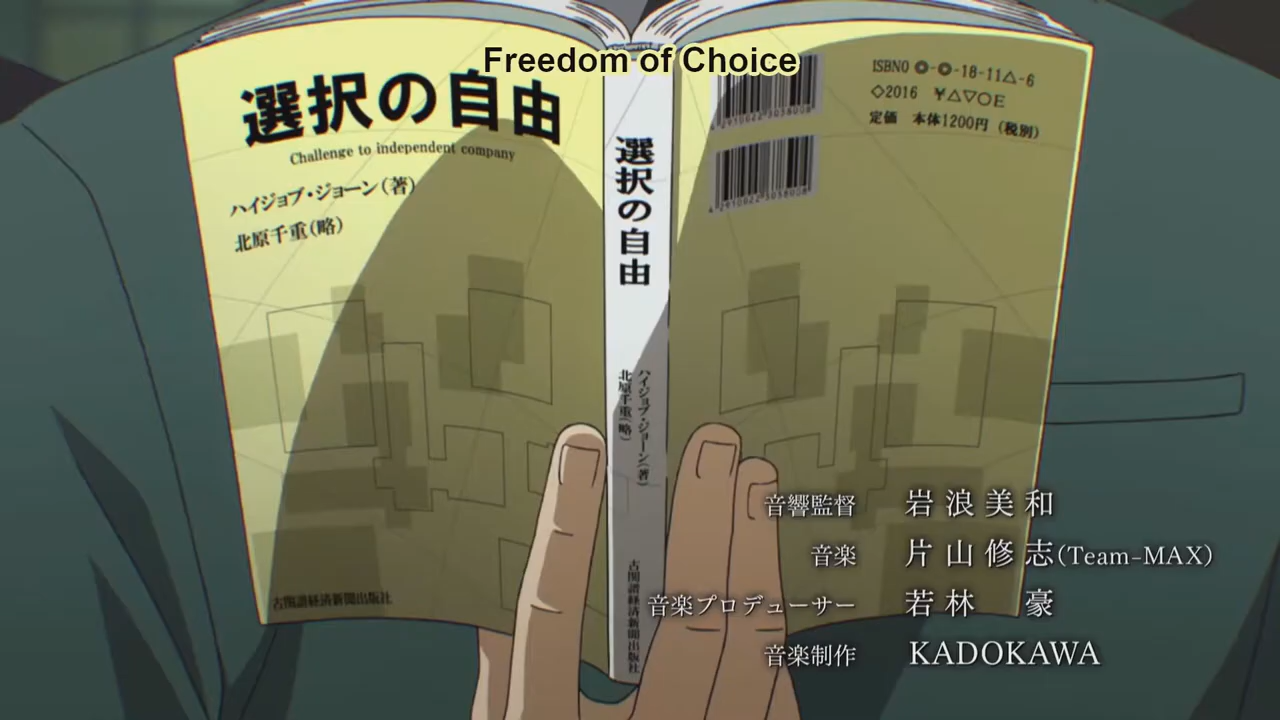 Freedom of Choice
選択の自由
Challenge to independent company
ハイジョブ・ジョーン(著)
北原千重(略)
選択の自由
ハイジョブ・ジョーン(著)
北原千重(略)
ISBN0 ✪-✪-18-11△-6
◇2016 ￥△▽○E
定価 本体1200円 (税別)
音響監督 岩浪美和
音楽 片山修志(Team-MAX)
音楽プロデューサー 若林 豪
音楽制作 KADOKAWA